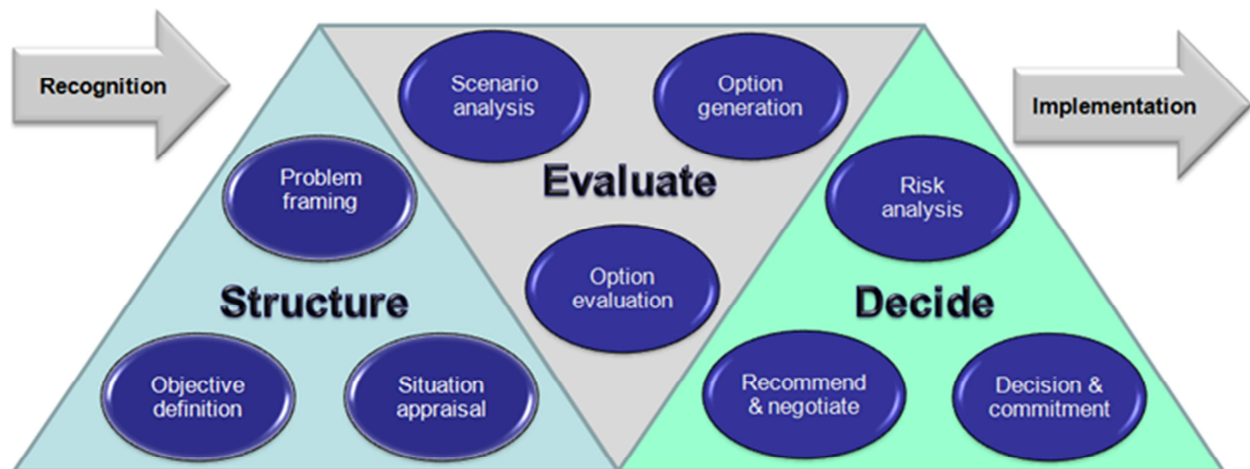 Recognition
Problem
framing
Structure
Objective
definition
Situation
appraisal
Scenario
analysis
Option
generation
Evaluate
Option
evaluation
Risk
analysis
Decide
Recommend
& negotiate
Decision &
commitment
Implementation